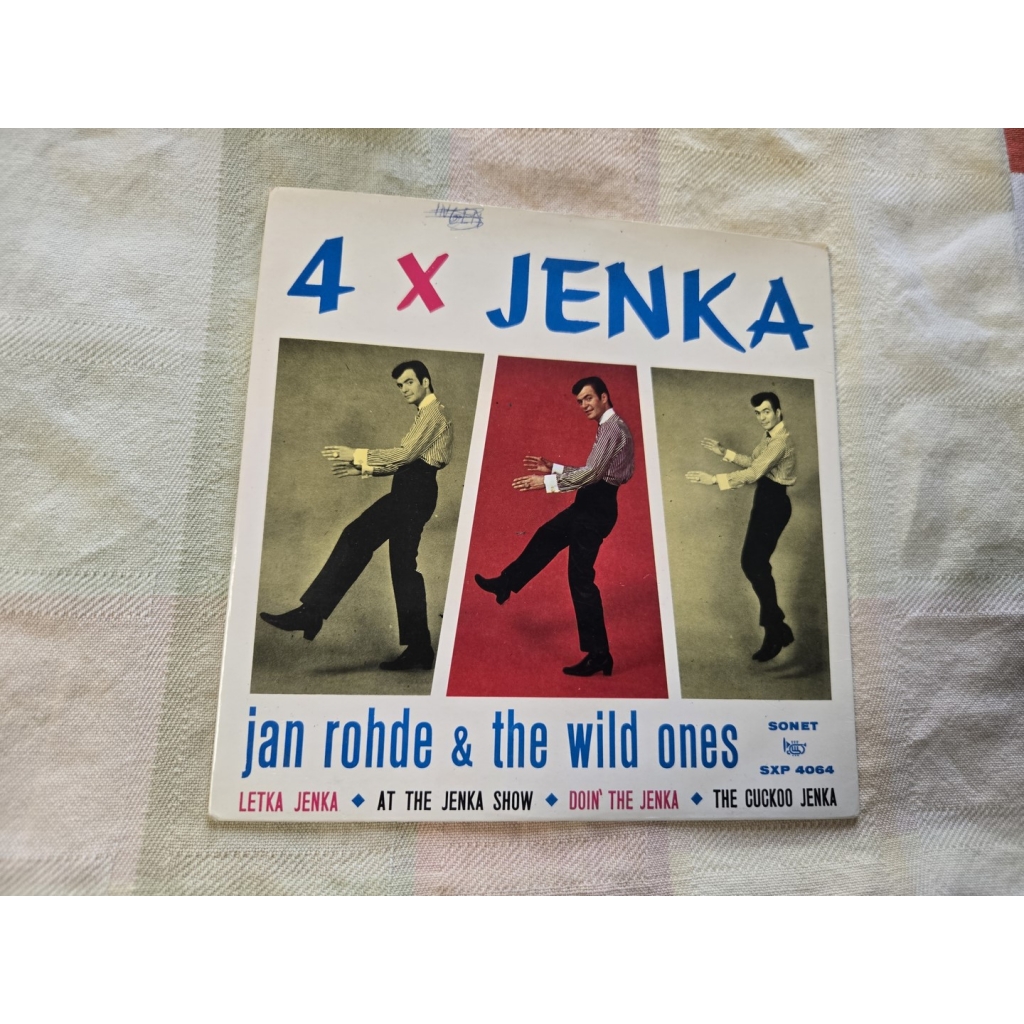 INGER
4 x JENKA
jan rohde & the wild ones
SONET
SXP 4064
LETKA JENKA ◆ AT THE JENKA SHOW ◆ DOIN' THE JENKA ◆ THE CUCKOO JENKA